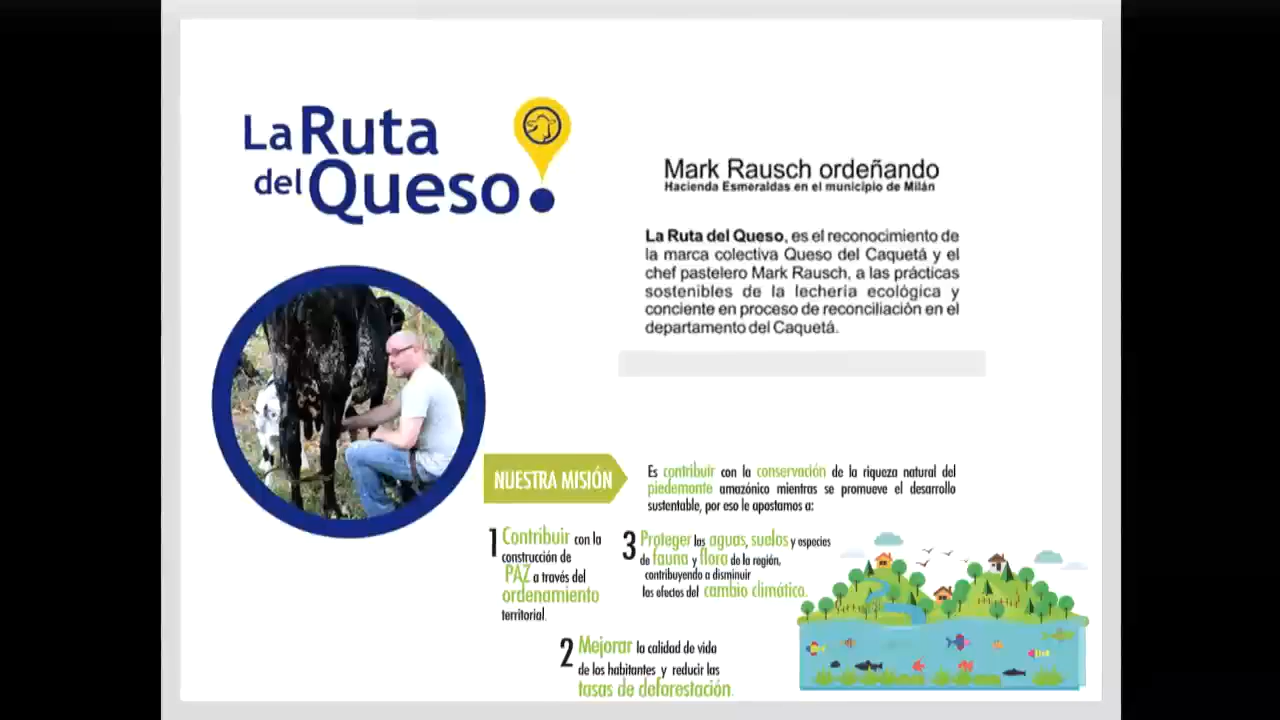 La Ruta
del Queso
Mark Rausch ordeñando
Hacienda Esmeraldas en el municipio de Milán
La Ruta del Queso, es el reconocimiento de
la marca colectiva Queso del Caquetá y el
chef pastelero Mark Rausch, a las prácticas
sostenibles de la lechería ecológica y
conciente en proceso de reconciliación en el
departamento del Caquetá.
NUESTRA MISIÓN
Es contribuir con la conservación de la riqueza natural del
piedemonte amazónico mientras se promueve el desarrollo
sustentable, por eso le apostamos a:
1 Contribuir con la
construcción de
PAZ a través del
ordenamiento
territorial.
2 Mejorar la calidad de vida
de los habitantes y reducir las
tasas de deforestación.
3 Proteger las aguas, suelos y especies
de fauna y flora de la región,
contribuyendo a disminuir
los efectos del cambio climático.